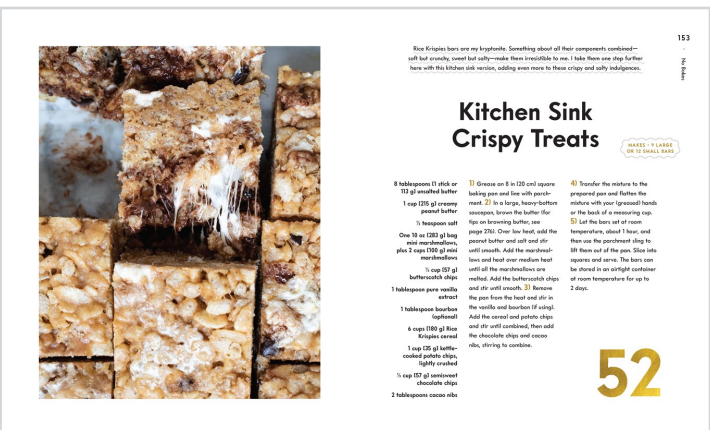 153
No Bakes
Rice Krispies bars are my kryptonite. Something about all their components combined—
soft but crunchy, sweet but salty—make them irresistible to me. I take them one step further
here with this kitchen sink version, adding even more to these crispy and salty indulgences.
Kitchen Sink
Crispy Treats
MAKES • 9 LARGE
OR 12 SMALL BARS
8 tablespoons (1 stick or
113 g) unsalted butter
1 cup (215 g) creamy
peanut butter
½ teaspoon salt
One 10 oz (283 g) bag
mini marshmallows,
plus 2 cups (100 g) mini
marshmallows
⅓ cup (57 g)
butterscotch chips
1 tablespoon pure vanilla
extract
1 tablespoon bourbon
(optional)
6 cups (180 g) Rice
Krispies cereal
1 cup (35 g) kettle-
cooked potato chips,
lightly crushed
⅓ cup (57 g) semisweet
chocolate chips
2 tablespoons cacao nibs
1) Grease an 8 in (20 cm) square
baking pan and line with parch-
ment. 2) In a large, heavy-bottom
saucepan, brown the butter (for
tips on browning butter, see
page 276). Over low heat, add the
peanut butter and salt and stir
until smooth. Add the marshmal-
lows and heat over medium heat
until all the marshmallows are
melted. Add the butterscotch chips
and stir until smooth. 3) Remove
the pan from the heat and stir in
the vanilla and bourbon (if using).
Add the cereal and potato chips
and stir until combined, then add
the chocolate chips and cacao
nibs, stirring to combine.
4) Transfer the mixture to the
prepared pan and flatten the
mixture with your (greased) hands
or the back of a measuring cup.
5) Let the bars set at room
temperature, about 1 hour, and
then use the parchment sling to
lift them out of the pan. Slice into
squares and serve. The bars can
be stored in an airtight container
at room temperature for up to
2 days.
52